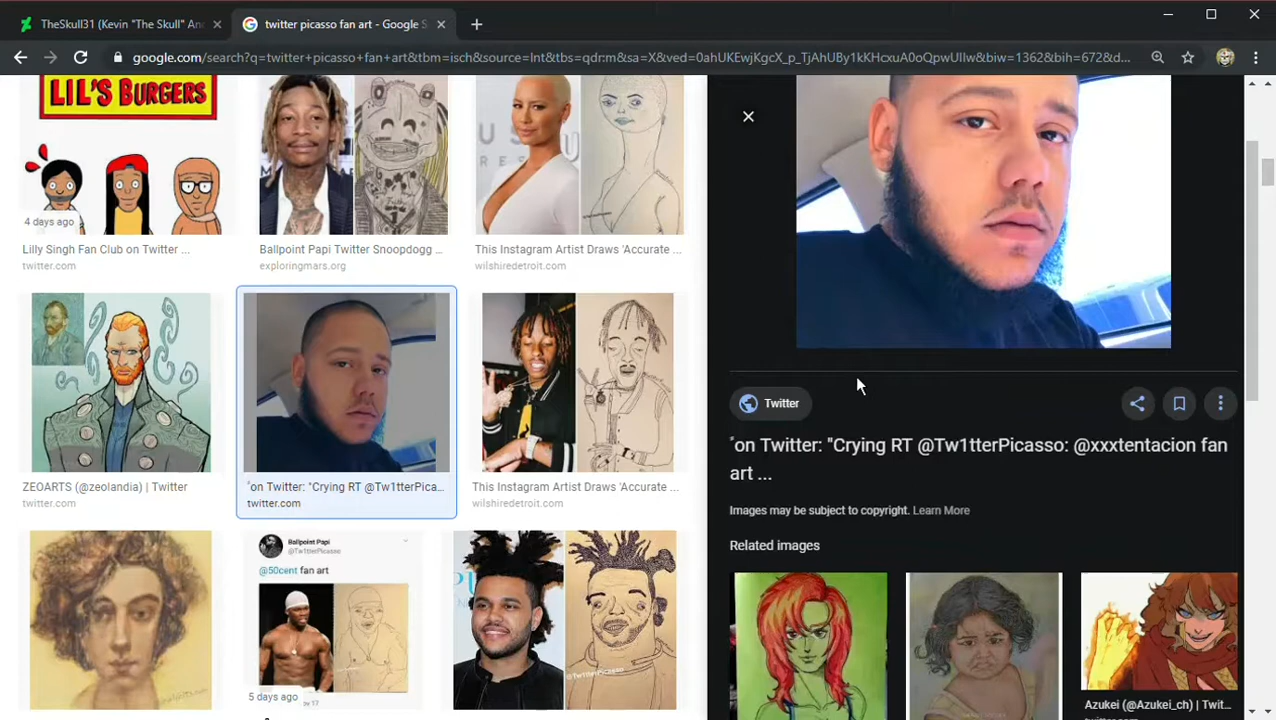 TheSkull31 (Kevin "The Skull" An
twitter picasso fan art - Google S
google.com/search?q=twitter+picasso+fan+art&tbm=isch&source=lnt&tbs=qdr:m&sa=X&ved=0ahUKEwjKgcX_p_TjAhUBy1kKHcxuA0oQpwUIIw&biw=1362&bih=672&d...
LIL'S BURGERS
4 days ago
Lilly Singh Fan Club on Twitter ...
twitter.com
Ballpoint Papi Twitter Snoopdogg ...
exploringmars.org
This Instagram Artist Draws 'Accurate ...
wilshiredetroit.com
ZEOARTS (@zeolandia) | Twitter
twitter.com
on Twitter: "Crying RT @Tw1tterPica...
twitter.com
This Instagram Artist Draws 'Accurate ...
wilshiredetroit.com
Ballpoint Papi
@Tw1tterPicasso
@50cent fan art
5 days ago
@Tw1tterPicasso
Twitter
on Twitter: "Crying RT @Tw1tterPicasso: @xxxtentacion fan
art ...
Images may be subject to copyright. Learn More
Related images
Azukei (@Azukei_ch) | Twit...